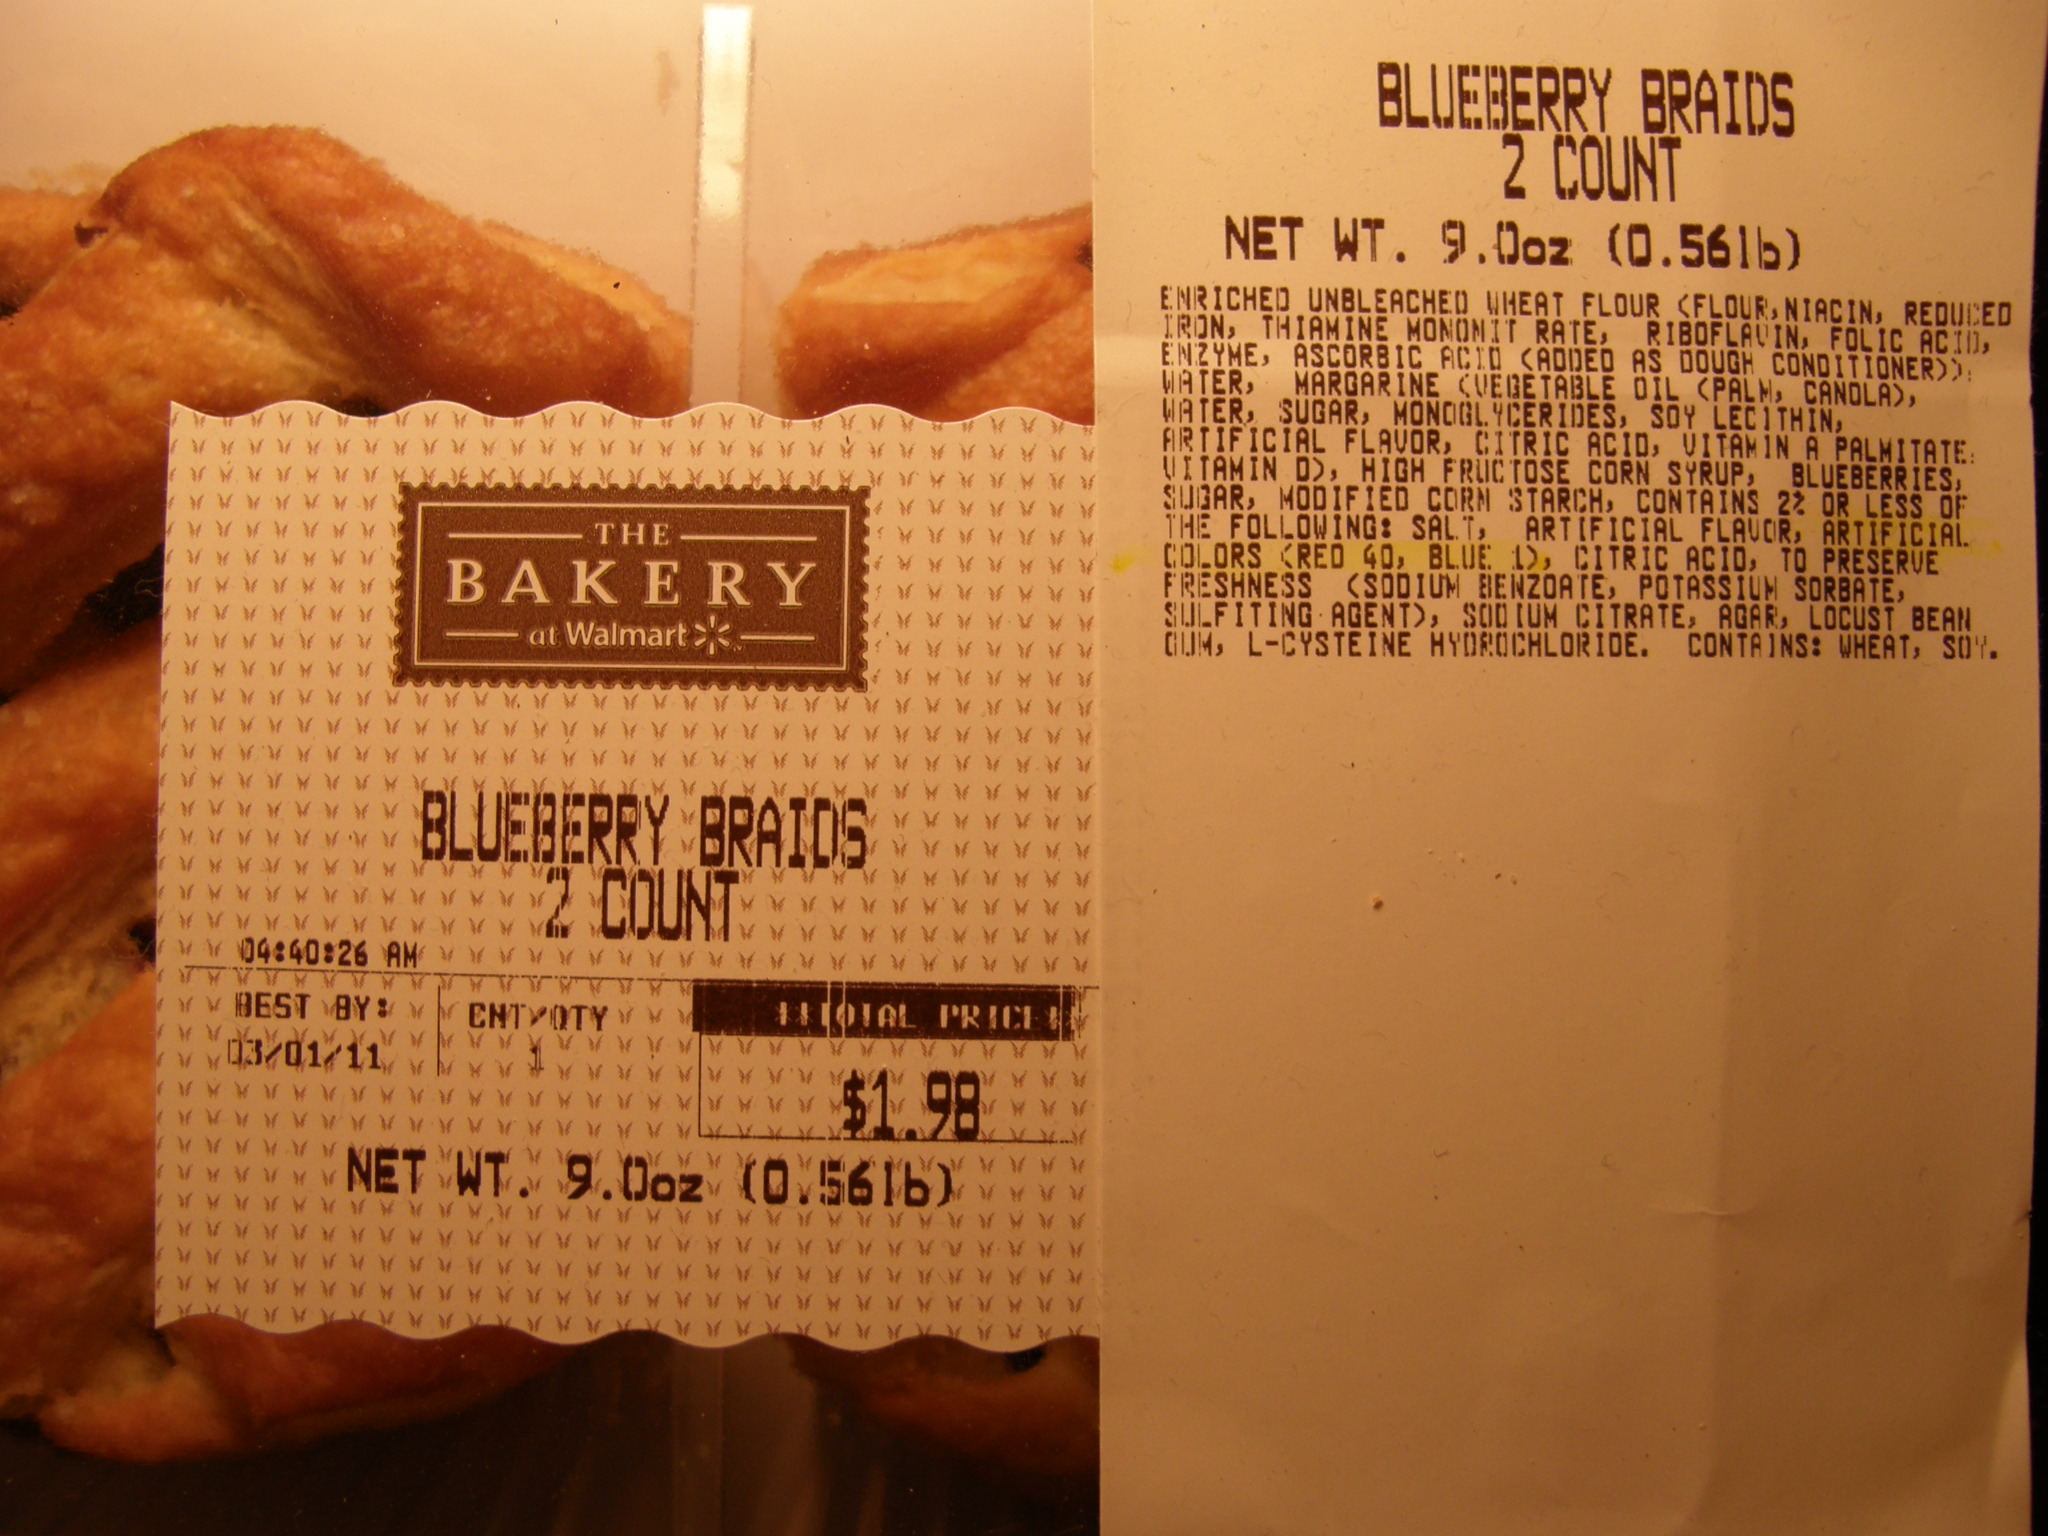 THE
BAKERY
at Walmart
BLUEBERRY BRAIDS
2 COUNT
04:40:26 AM
BEST BY:
03/01/11
CNT/QTY
1
TOTAL PRICE
$1.98
NET WT. 9.0oz (0.56lb)
BLUEBERRY BRAIDS
2 COUNT
NET WT. 9.0oz (0.56lb)
ENRICHED UNBLEACHED WHEAT FLOUR (FLOUR,NIACIN, REDUCED
IRON, THIAMINE MONONIT RATE, RIBOFLAVIN, FOLIC ACID,
ENZYME, ASCORBIC ACID (ADDED AS DOUGH CONDITIONER)),
WATER, MARGARINE (VEGETABLE OIL (PALM, CANOLA),
WATER, SUGAR, MONOGLYCERIDES, SOY LECITHIN,
ARTIFICIAL FLAVOR, CITRIC ACID, VITAMIN A PALMITATE,
VITAMIN D), HIGH FRUCTOSE CORN SYRUP, BLUEBERRIES,
SUGAR, MODIFIED CORN STARCH, CONTAINS 2% OR LESS OF
THE FOLLOWING: SALT, ARTIFICIAL FLAVOR, ARTIFICIAL
COLORS (RED 40, BLUE 1), CITRIC ACID, TO PRESERVE
FRESHNESS (SODIUM BENZOATE, POTASSIUM SORBATE,
SULFITING AGENT), SODIUM CITRATE, AGAR, LOCUST BEAN
GUM, L-CYSTEINE HYDROCHLORIDE. CONTAINS: WHEAT, SOY.